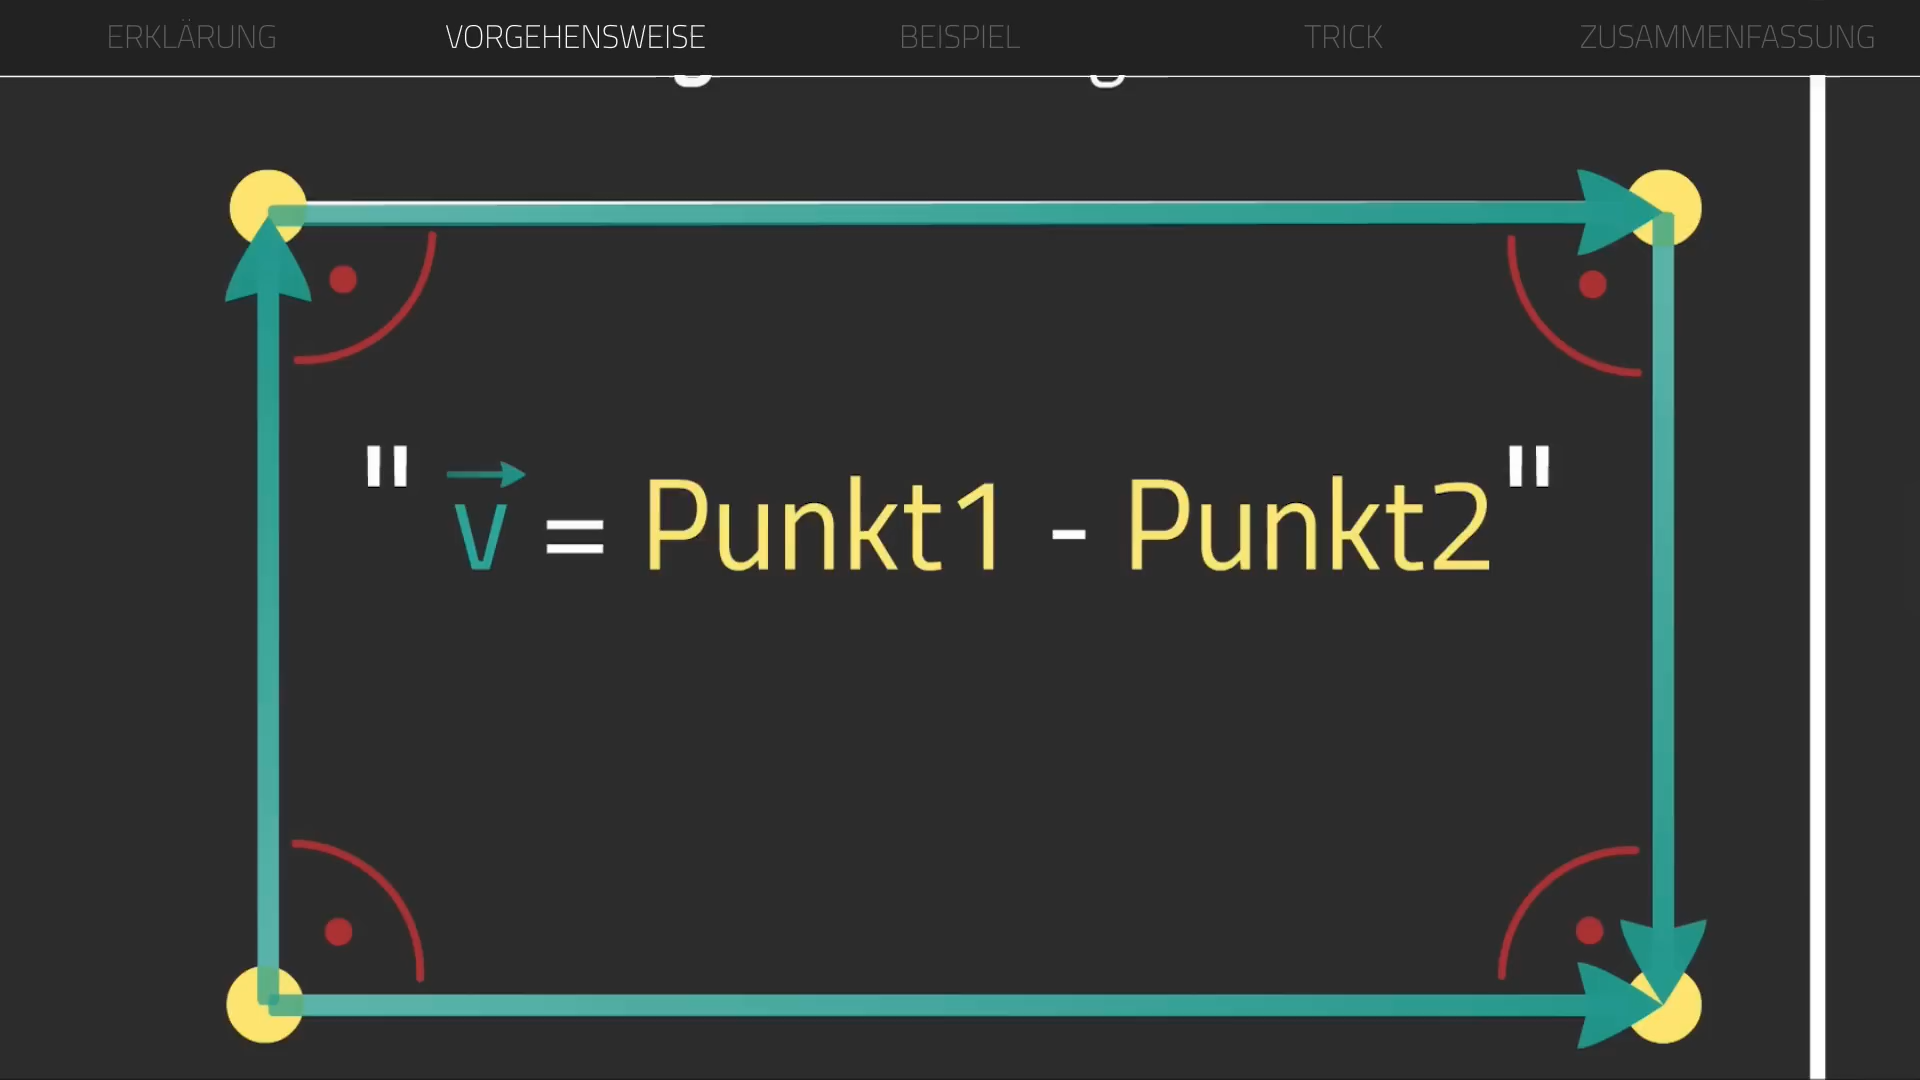 ERKLÄRUNG VORGEHENSWEISE BEISPIEL TRICK ZUSAMMENFASSUNG
" v⃗ = Punkt1 - Punkt2"